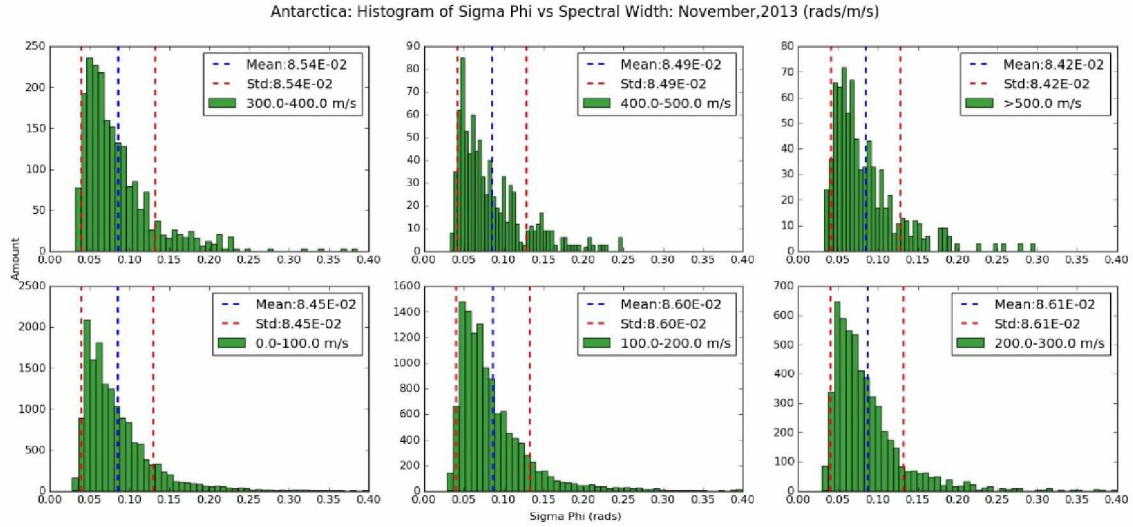 Antarctica: Histogram of Sigma Phi vs Spectral Width: November,2013 (rads/m/s)
250
200
150
100
50
0
0.00 0.05 0.10 0.15 0.20 0.25 0.30 0.35 0.40
Mean:8.54E-02
Std:8.54E-02
300.0-400.0 m/s
90
80
70
60
50
40
30
20
10
0
0.00 0.05 0.10 0.15 0.20 0.25 0.30 0.35 0.40
Mean:8.49E-02
Std:8.49E-02
400.0-500.0 m/s
80
70
60
50
40
30
20
10
0
0.00 0.05 0.10 0.15 0.20 0.25 0.30 0.35 0.40
Mean:8.42E-02
Std:8.42E-02
>500.0 m/s
Amount
2500
2000
1500
1000
500
0
0.00 0.05 0.10 0.15 0.20 0.25 0.30 0.35 0.40
Mean:8.45E-02
Std:8.45E-02
0.0-100.0 m/s
1600
1400
1200
1000
800
600
400
200
0
0.00 0.05 0.10 0.15 0.20 0.25 0.30 0.35 0.40
Mean:8.60E-02
Std:8.60E-02
100.0-200.0 m/s
Sigma Phi (rads)
700
600
500
400
300
200
100
0
0.00 0.05 0.10 0.15 0.20 0.25 0.30 0.35 0.40
Mean:8.61E-02
Std:8.61E-02
200.0-300.0 m/s